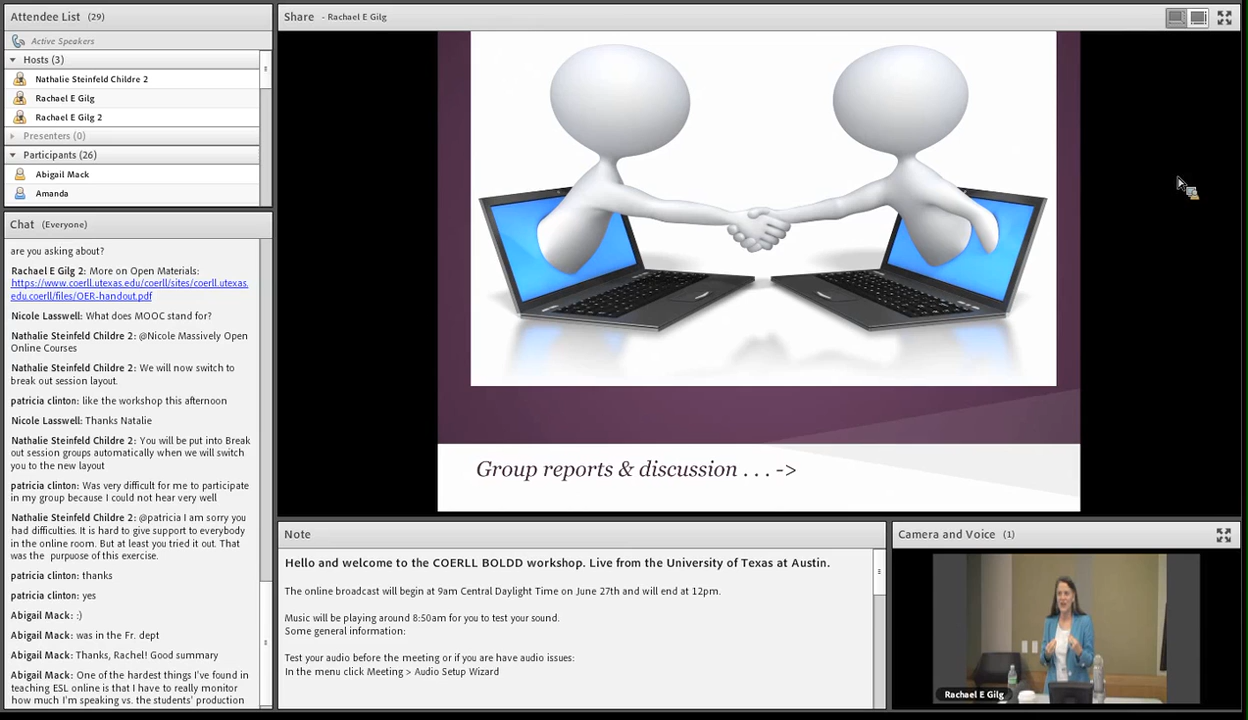 Attendee List (29)
Active Speakers
Hosts (3)
Nathalie Steinfeld Childre 2
Rachael E Gilg
Rachael E Gilg 2
Presenters (0)
Participants (26)
Abigail Mack
Amanda
Chat (Everyone)
are you asking about?
Rachael E Gilg 2: More on Open Materials:
https://www.coerll.utexas.edu/coerll/sites/coerll.utexas.
edu.coerll/files/OER-handout.pdf
Nicole Lasswell: What does MOOC stand for?
Nathalie Steinfeld Childre 2: @Nicole Massively Open
Online Courses
Nathalie Steinfeld Childre 2: We will now switch to
break out session layout.
patricia clinton: like the workshop this afternoon
Nicole Lasswell: Thanks Natalie
Nathalie Steinfeld Childre 2: You will be put into Break
out session groups automatically when we will switch
you to the new layout
patricia clinton: Was very difficult for me to participate
in my group because I could not hear very well
Nathalie Steinfeld Childre 2: @patricia I am sorry you
had difficulties. It is hard to give support to everybody
in the online room. But at least you tried it out. That
was the purpuose of this exercise.
patricia clinton: thanks
patricia clinton: yes
Abigail Mack: :)
Abigail Mack: was in the Fr. dept
Abigail Mack: Thanks, Rachel! Good summary
Abigail Mack: One of the hardest things I've found in
teaching ESL online is that I have to really monitor
how much I'm speaking vs. the students' production
Share - Rachael E Gilg
Group reports & discussion . . . ->
Note
Hello and welcome to the COERLL BOLDD workshop. Live from the University of Texas at Austin.
The online broadcast will begin at 9am Central Daylight Time on June 27th and will end at 12pm.
Music will be playing around 8:50am for you to test your sound.
Some general information:
Test your audio before the meeting or if you are have audio issues:
In the menu click Meeting > Audio Setup Wizard
Camera and Voice (1)
Rachael E Gilg